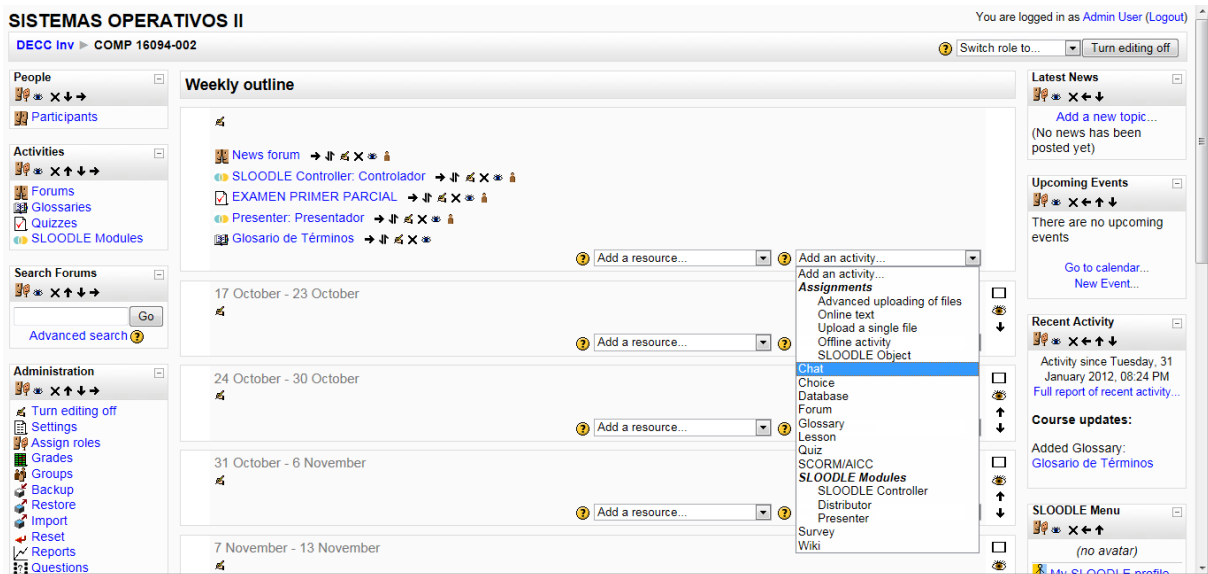 SISTEMAS OPERATIVOS II
You are logged in as Admin User (Logout)
DECC Inv ► COMP 16094-002
Switch role to...
Turn editing off
People
Participants
Activities
Forums
Glossaries
Quizzes
SLOODLE Modules
Search Forums
Go
Advanced search
Administration
Turn editing off
Settings
Assign roles
Grades
Groups
Backup
Restore
Import
Reset
Reports
Questions
Weekly outline
News forum
SLOODLE Controller: Controlador
EXAMEN PRIMER PARCIAL
Presenter: Presentador
Glosario de Términos
Add a resource...
Add an activity...
Add an activity...
Assignments
Advanced uploading of files
Online text
Upload a single file
Offline activity
SLOODLE Object
Chat
Choice
Database
Forum
Glossary
Lesson
Quiz
SCORM/AICC
SLOODLE Modules
SLOODLE Controller
Distributor
Presenter
Survey
Wiki
17 October - 23 October
Add a resource...
24 October - 30 October
Add a resource...
31 October - 6 November
Add a resource...
7 November - 13 November
Latest News
Add a new topic...
(No news has been
posted yet)
Upcoming Events
There are no upcoming
events
Go to calendar...
New Event...
Recent Activity
Activity since Tuesday, 31
January 2012, 08:24 PM
Full report of recent activity...
Course updates:
Added Glossary:
Glosario de Términos
SLOODLE Menu
(no avatar)
My SLOODLE profile